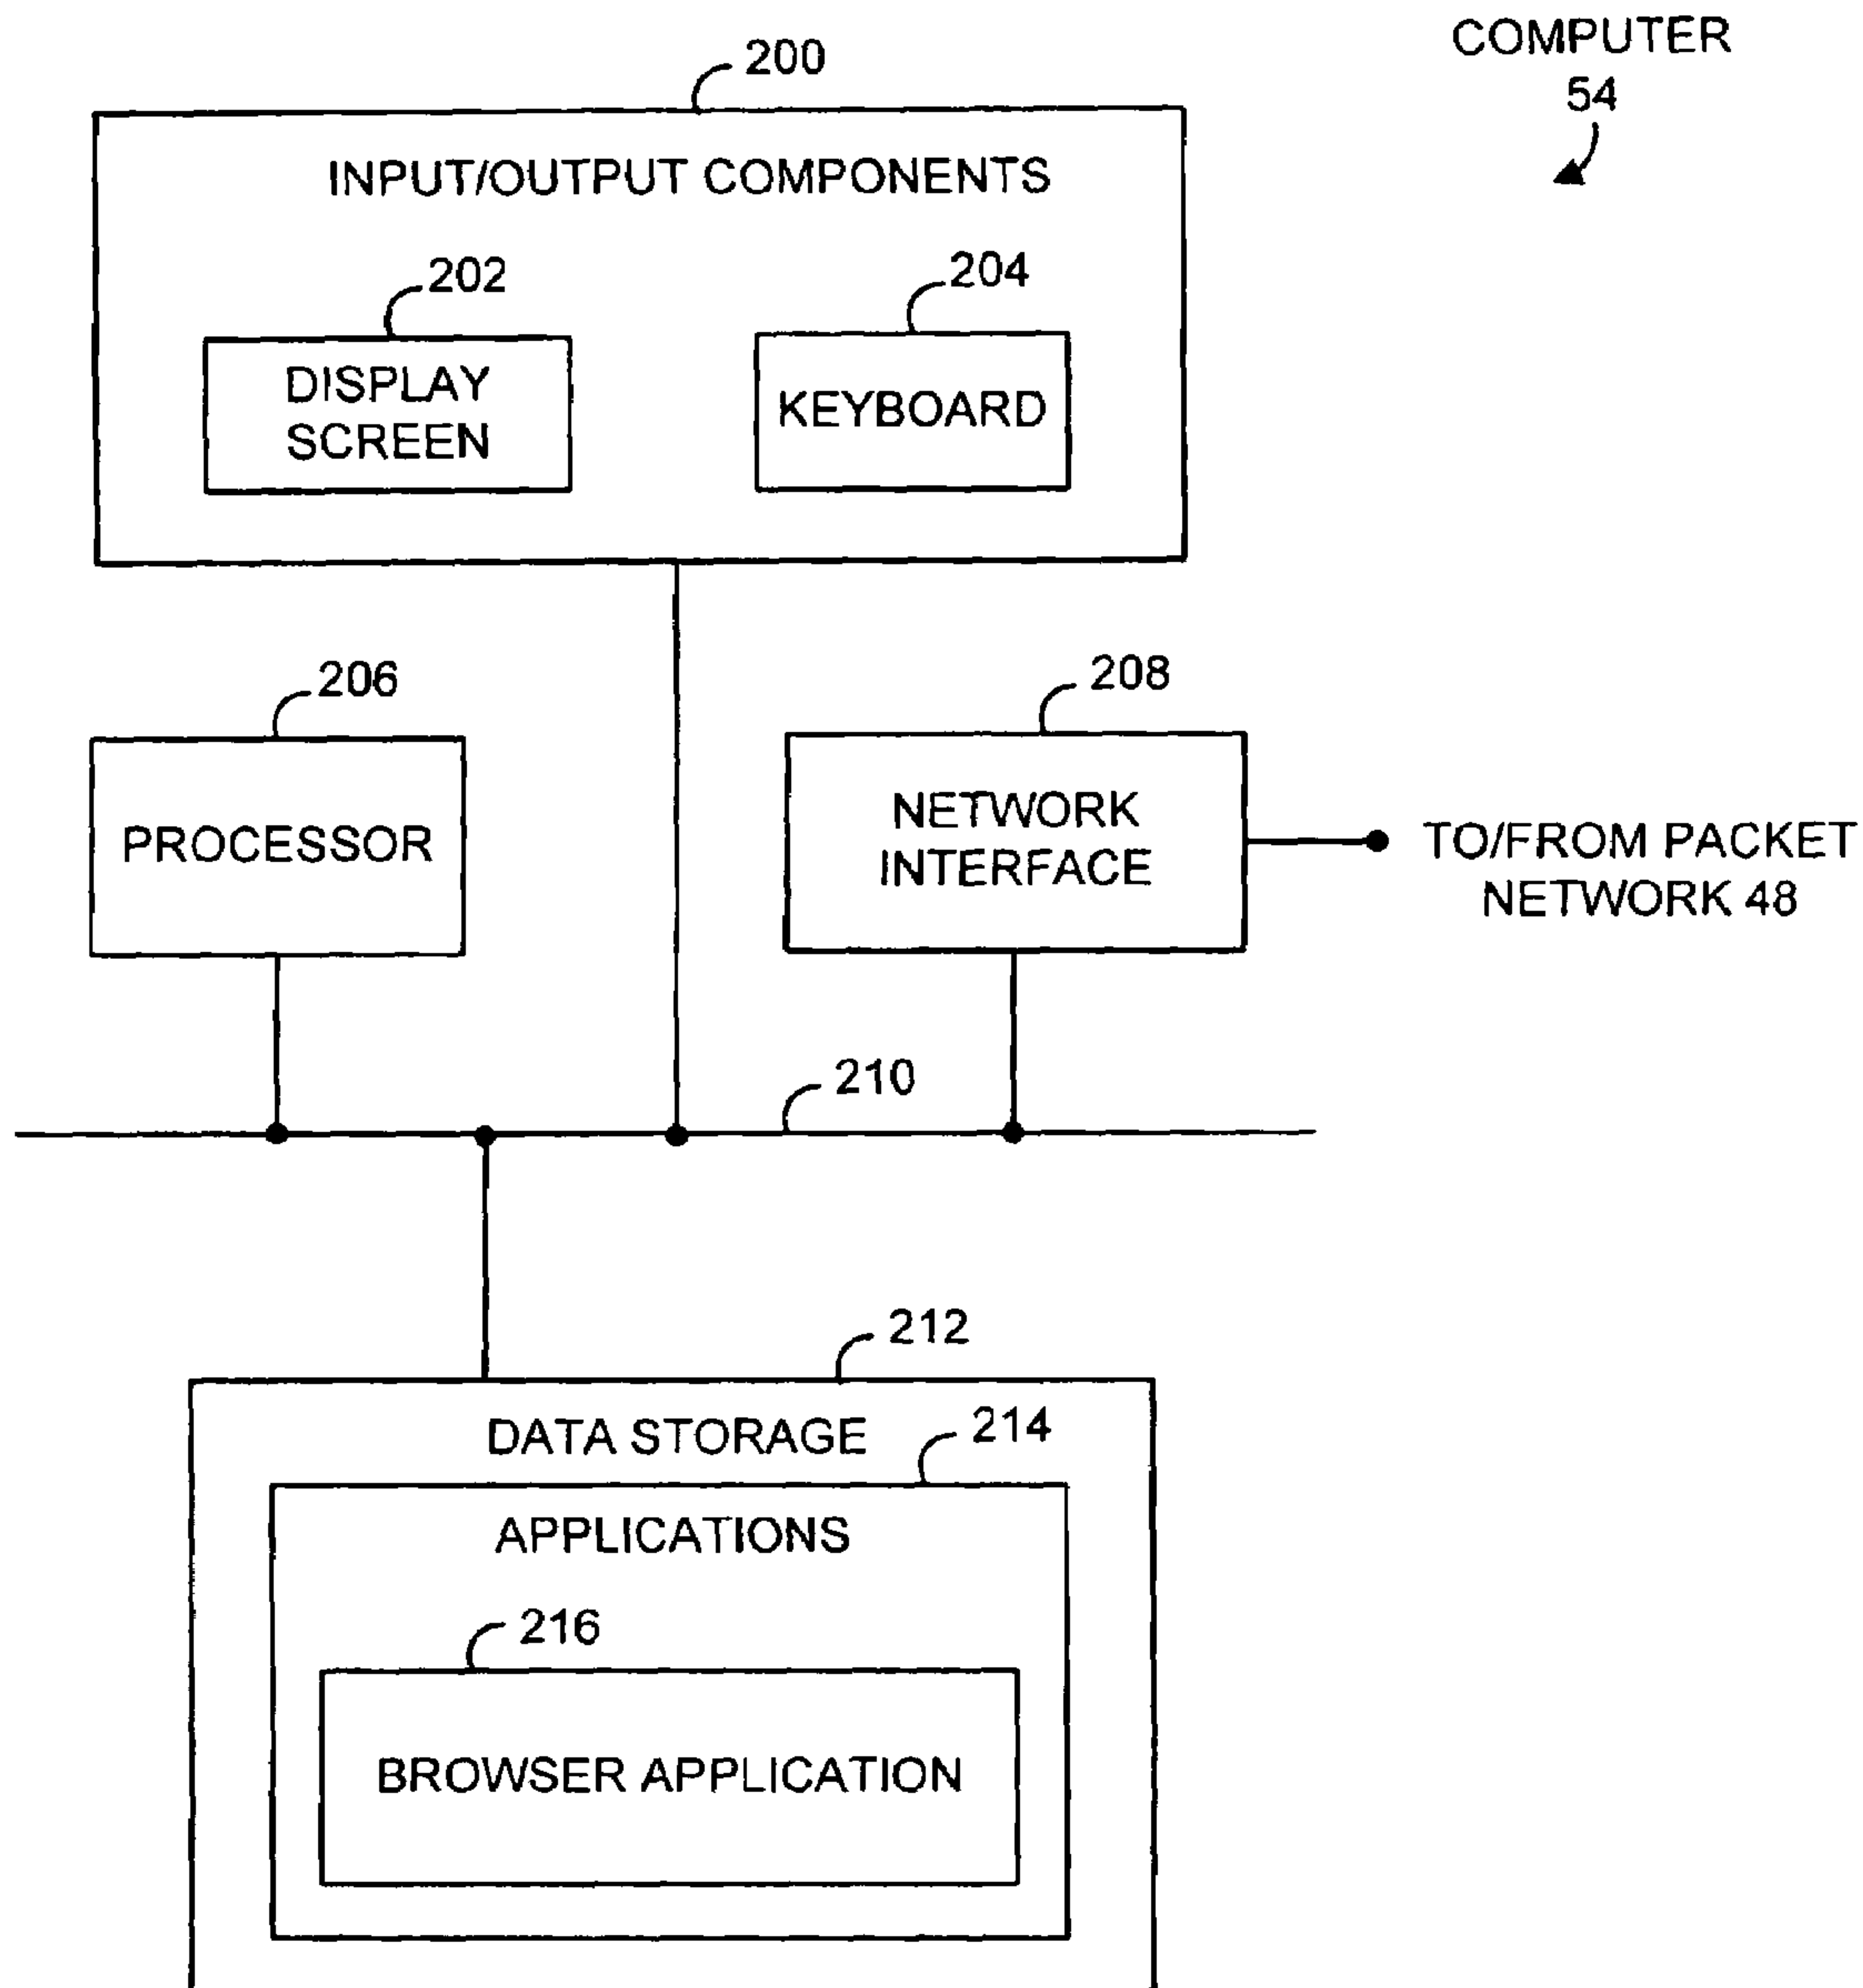 COMPUTER
54
200
INPUT/OUTPUT COMPONENTS
202
204
DISPLAY
SCREEN
KEYBOARD
206
208
PROCESSOR
NETWORK
INTERFACE
TO/FROM PACKET
NETWORK 48
210
212
DATA STORAGE
214
APPLICATIONS
216
BROWSER APPLICATION